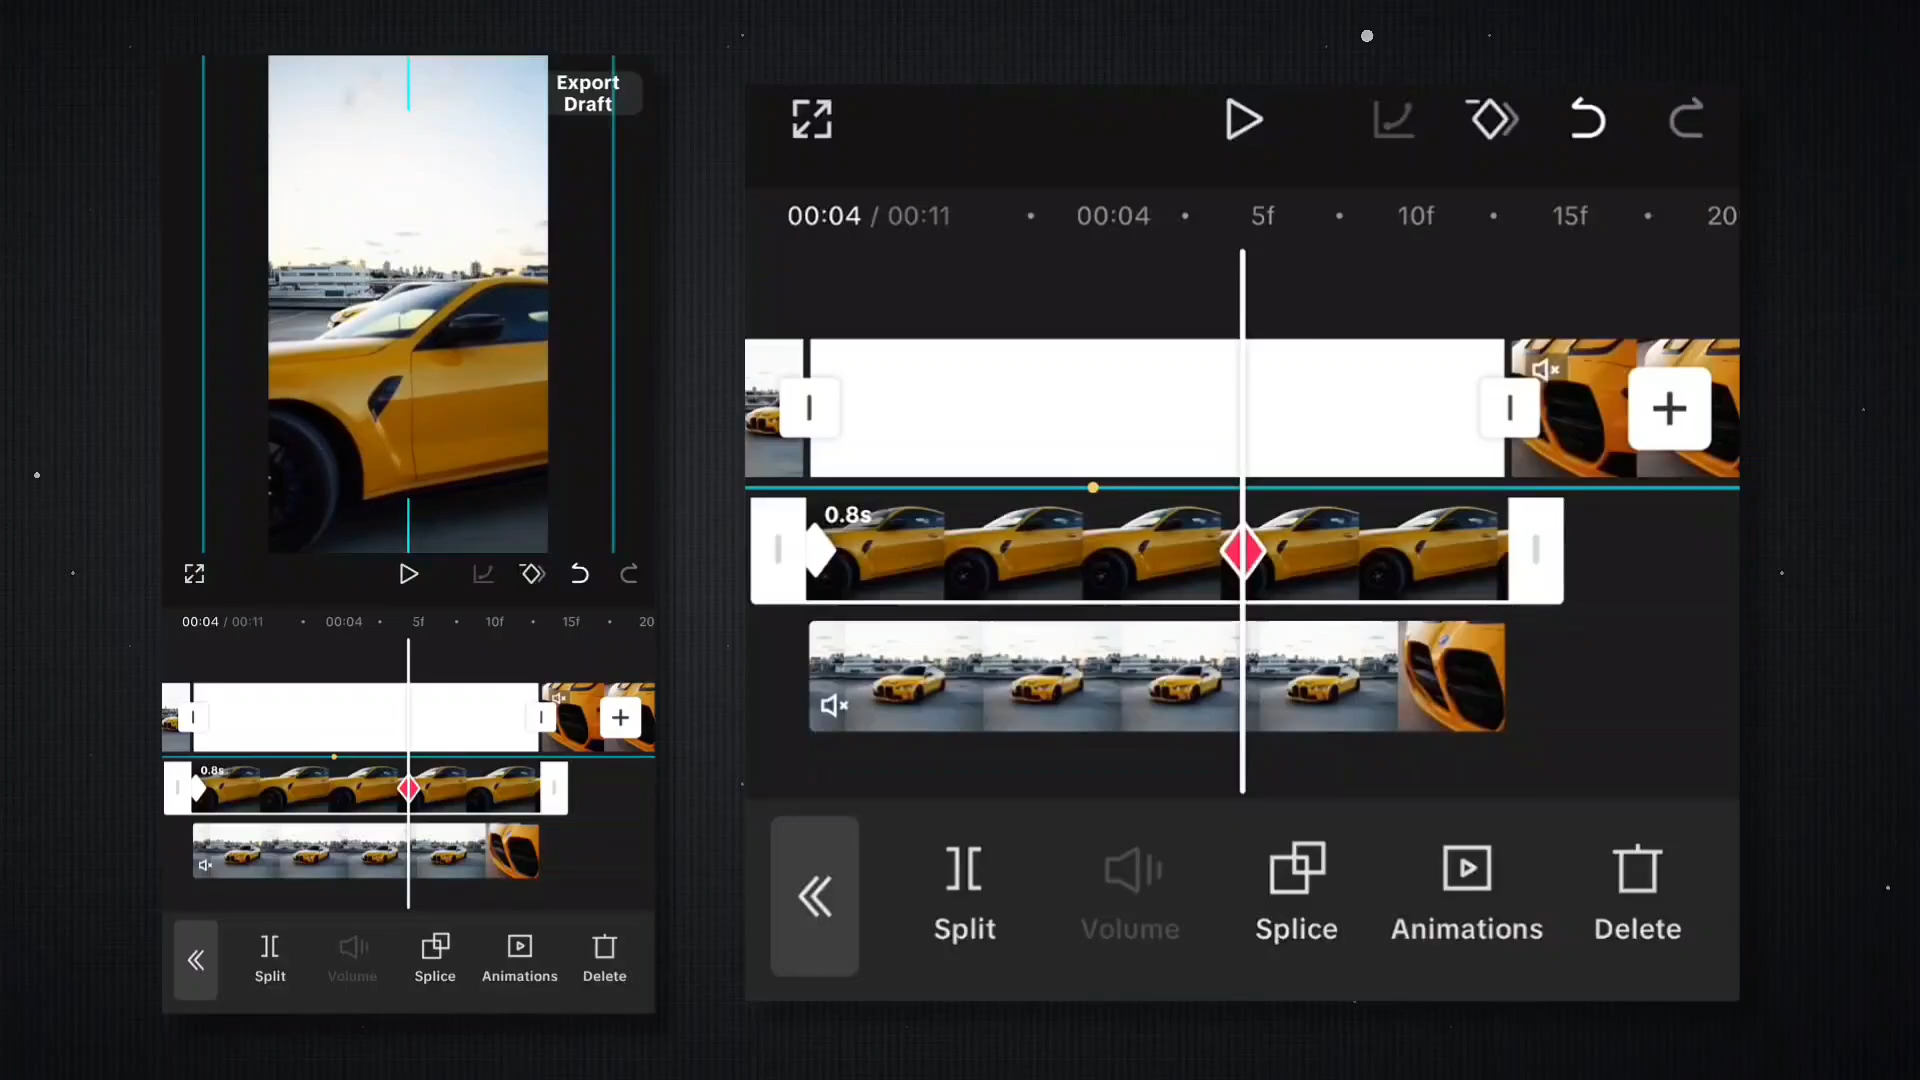 Export
Draft
00:04 / 00:11
00:04
5f
10f
15f
20
0.8s
Split
Volume
Splice
Animations
Delete
00:04 / 00:11
00:04
5f
10f
15f
20
0.8s
Split
Volume
Splice
Animations
Delete